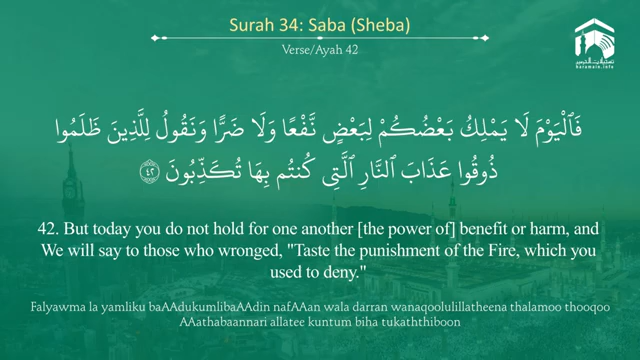 Surah 34: Saba (Sheba)
Verse/Ayah 42
haramain.info
فَٱلْيَوْمَ لَا يَمْلِكُ بَعْضُكُمْ لِبَعْضٍ نَّفْعًا وَلَا ضَرًّا وَنَقُولُ لِلَّذِينَ ظَلَمُوا
ذُوقُوا عَذَابَ ٱلنَّارِ ٱلَّتِى كُنتُم بِهَا تُكَذِّبُونَ ٤٢
42. But today you do not hold for one another [the power of] benefit or harm, and
We will say to those who wronged, "Taste the punishment of the Fire, which you
used to deny."
Falyawma la yamliku baAAdukumlibaAAdin nafAAan wala darran wanaqoolulillatheena thalamoo thooqoo
AAathabaannari allatee kuntum biha tukaththiboon